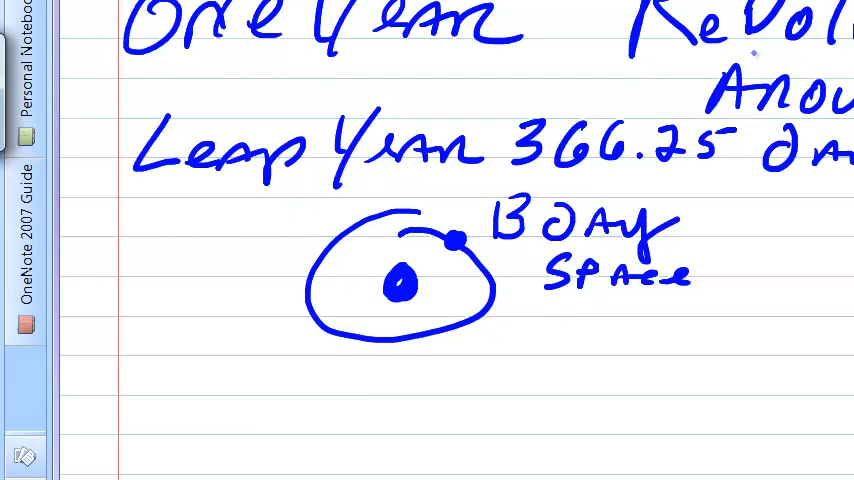 One Year Revol
Arou
Leap Year 366.25 Da
B Day
Space
Personal Notebo
OneNote 2007 Guide